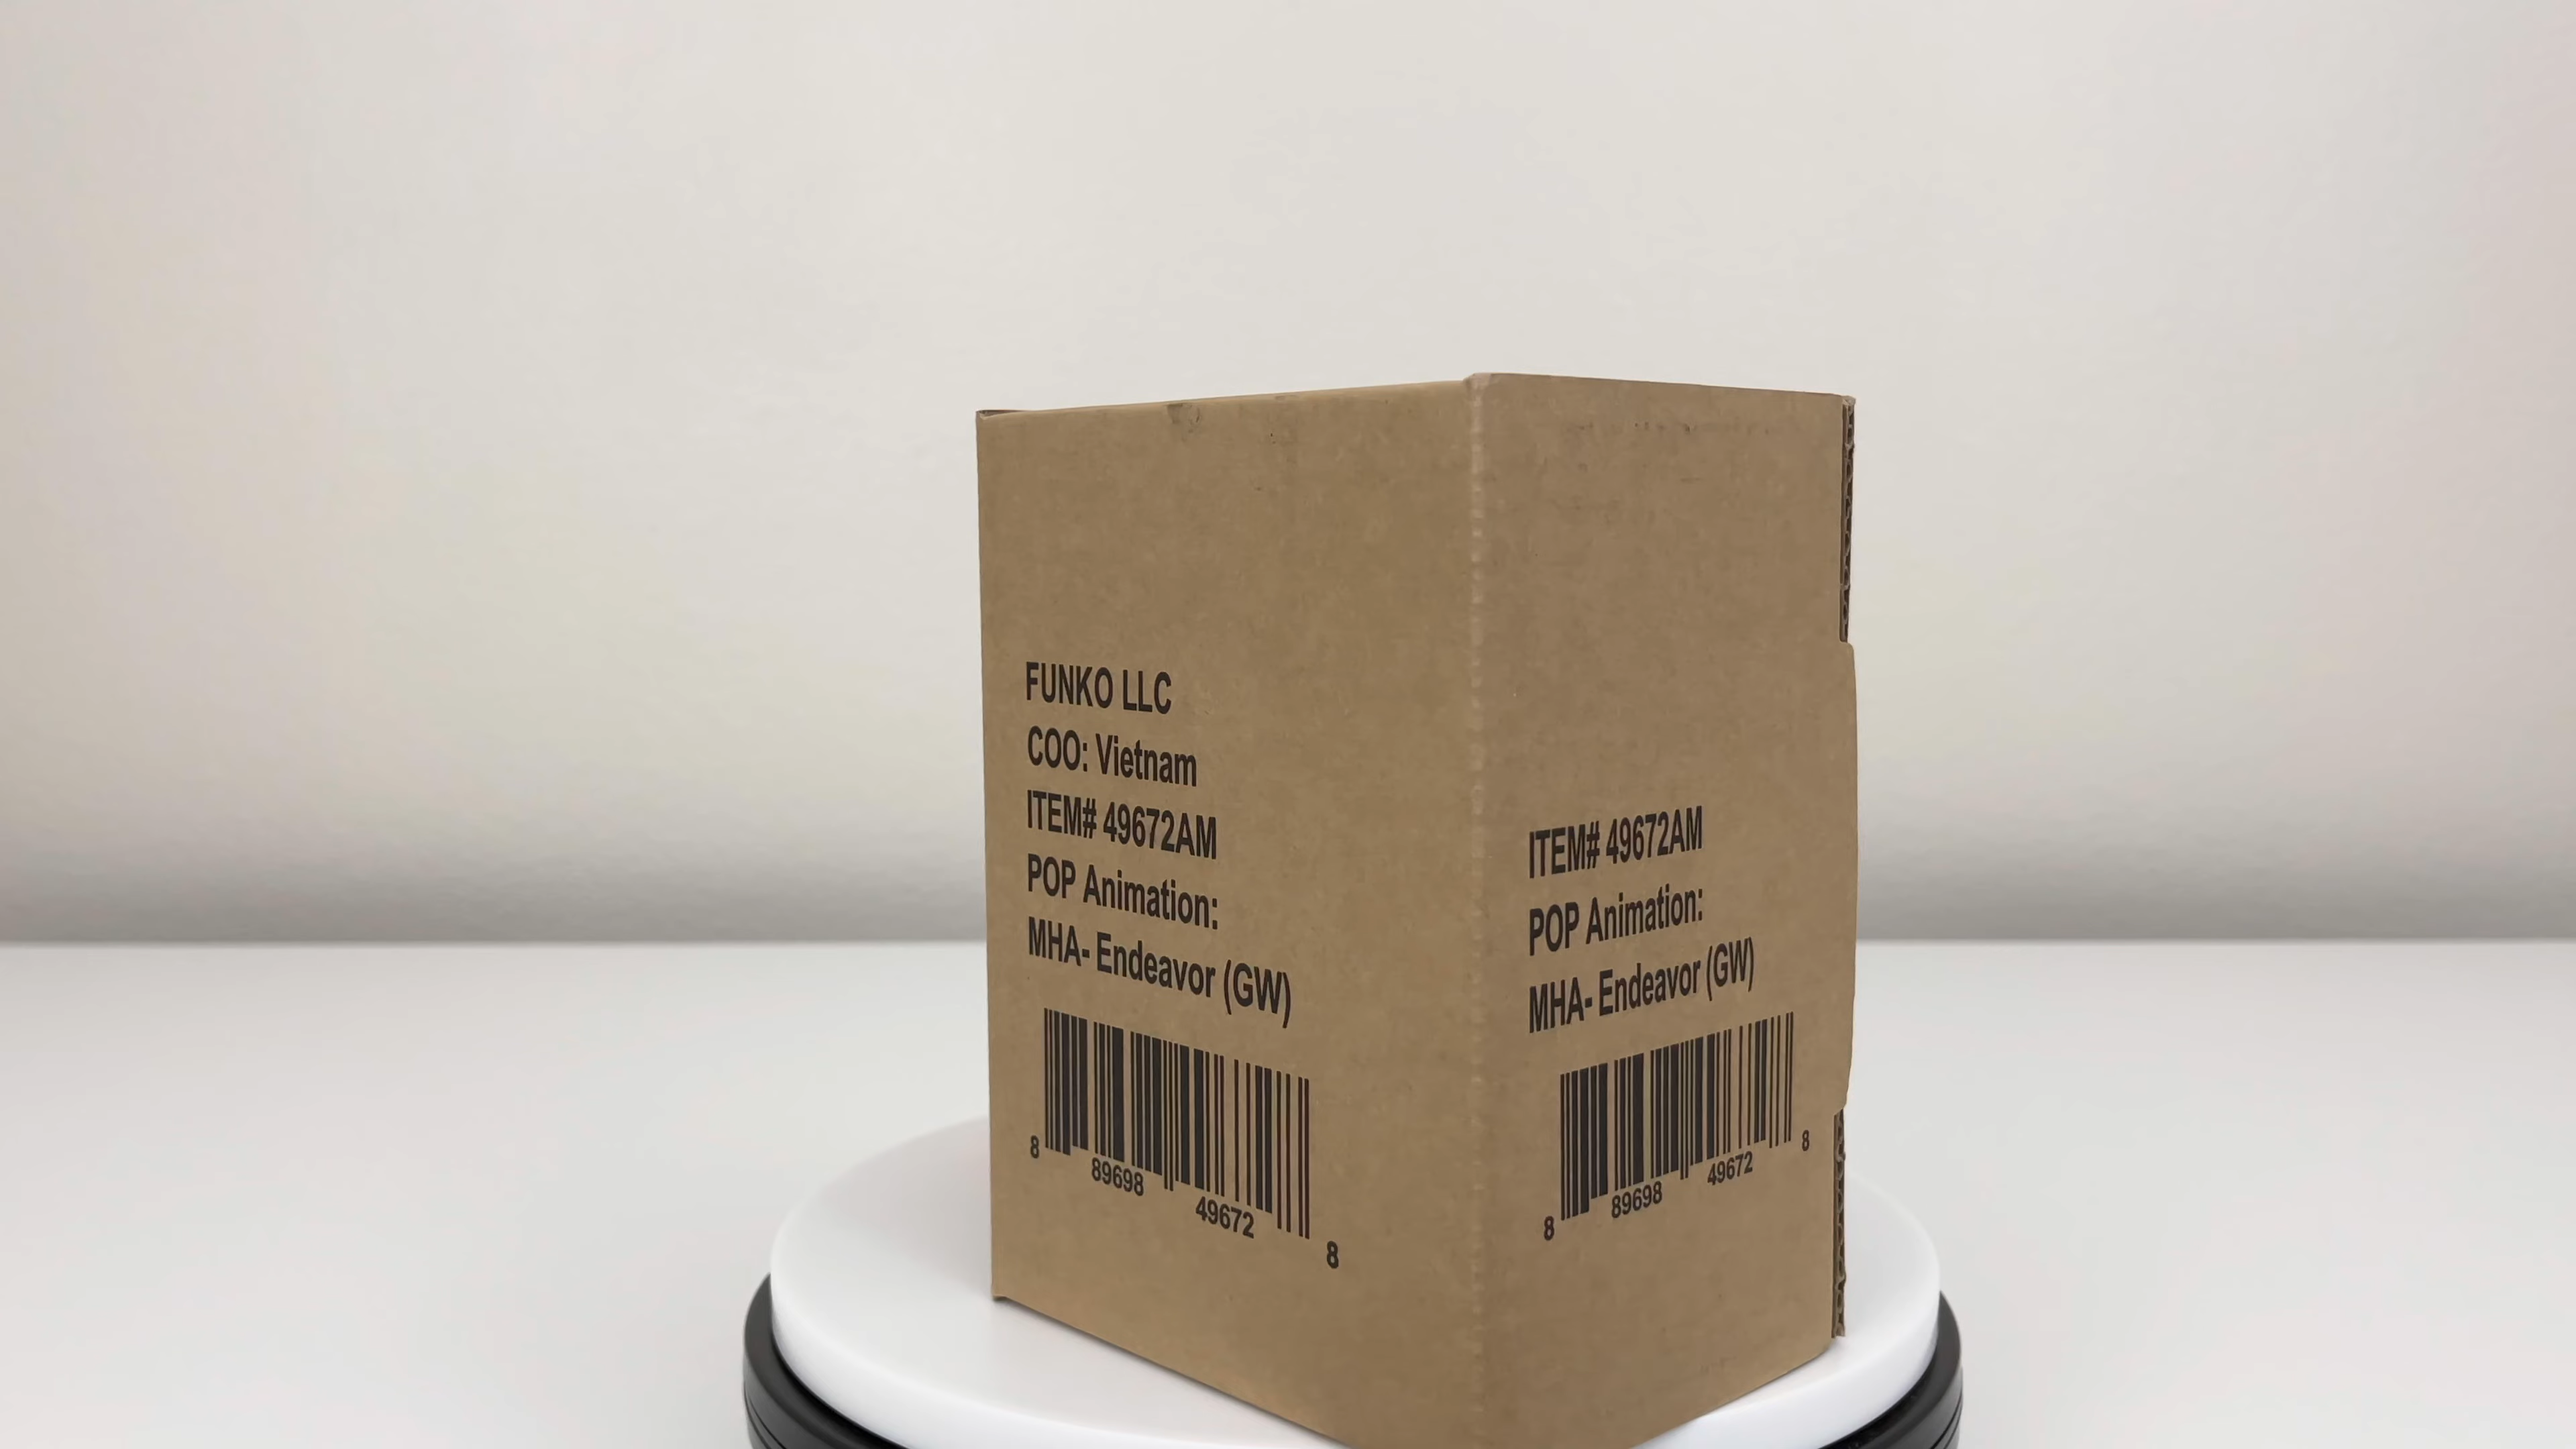 FUNKO LLC
COO: Vietnam
ITEM# 49672AM
POP Animation:
MHA- Endeavor (GW)
8 89698 49672 8
ITEM# 49672AM
POP Animation:
MHA- Endeavor (GW)
8 89698 49672 8